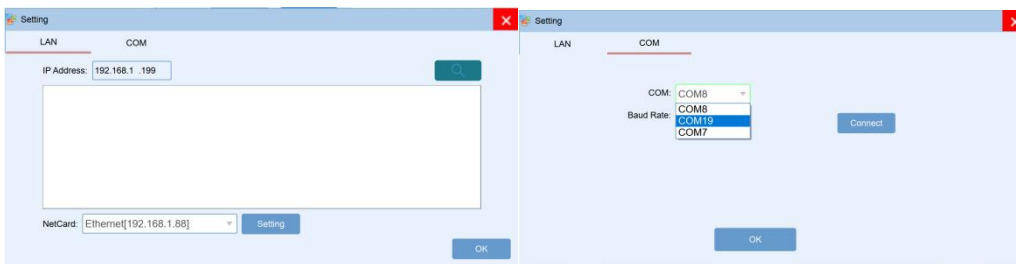 Setting
LAN COM
IP Address: 192.168.1 .199
NetCard: Ethernet[192.168.1.88] Setting
OK
Setting
LAN COM
COM: COM8
COM8
Baud Rate: COM19 Connect
COM7
OK